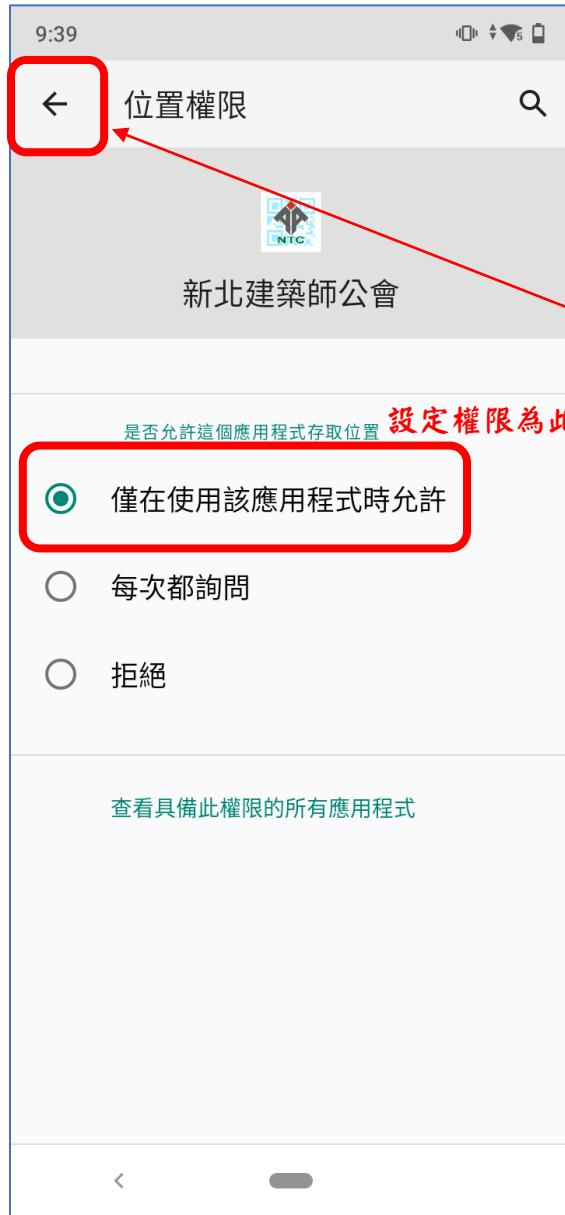 9:39
5
位置權限
NTC
新北建築師公會
是否允許這個應用程式存取位置 設定權限為此
僅在使用該應用程式時允許
每次都詢問
拒絕
查看具備此權限的所有應用程式